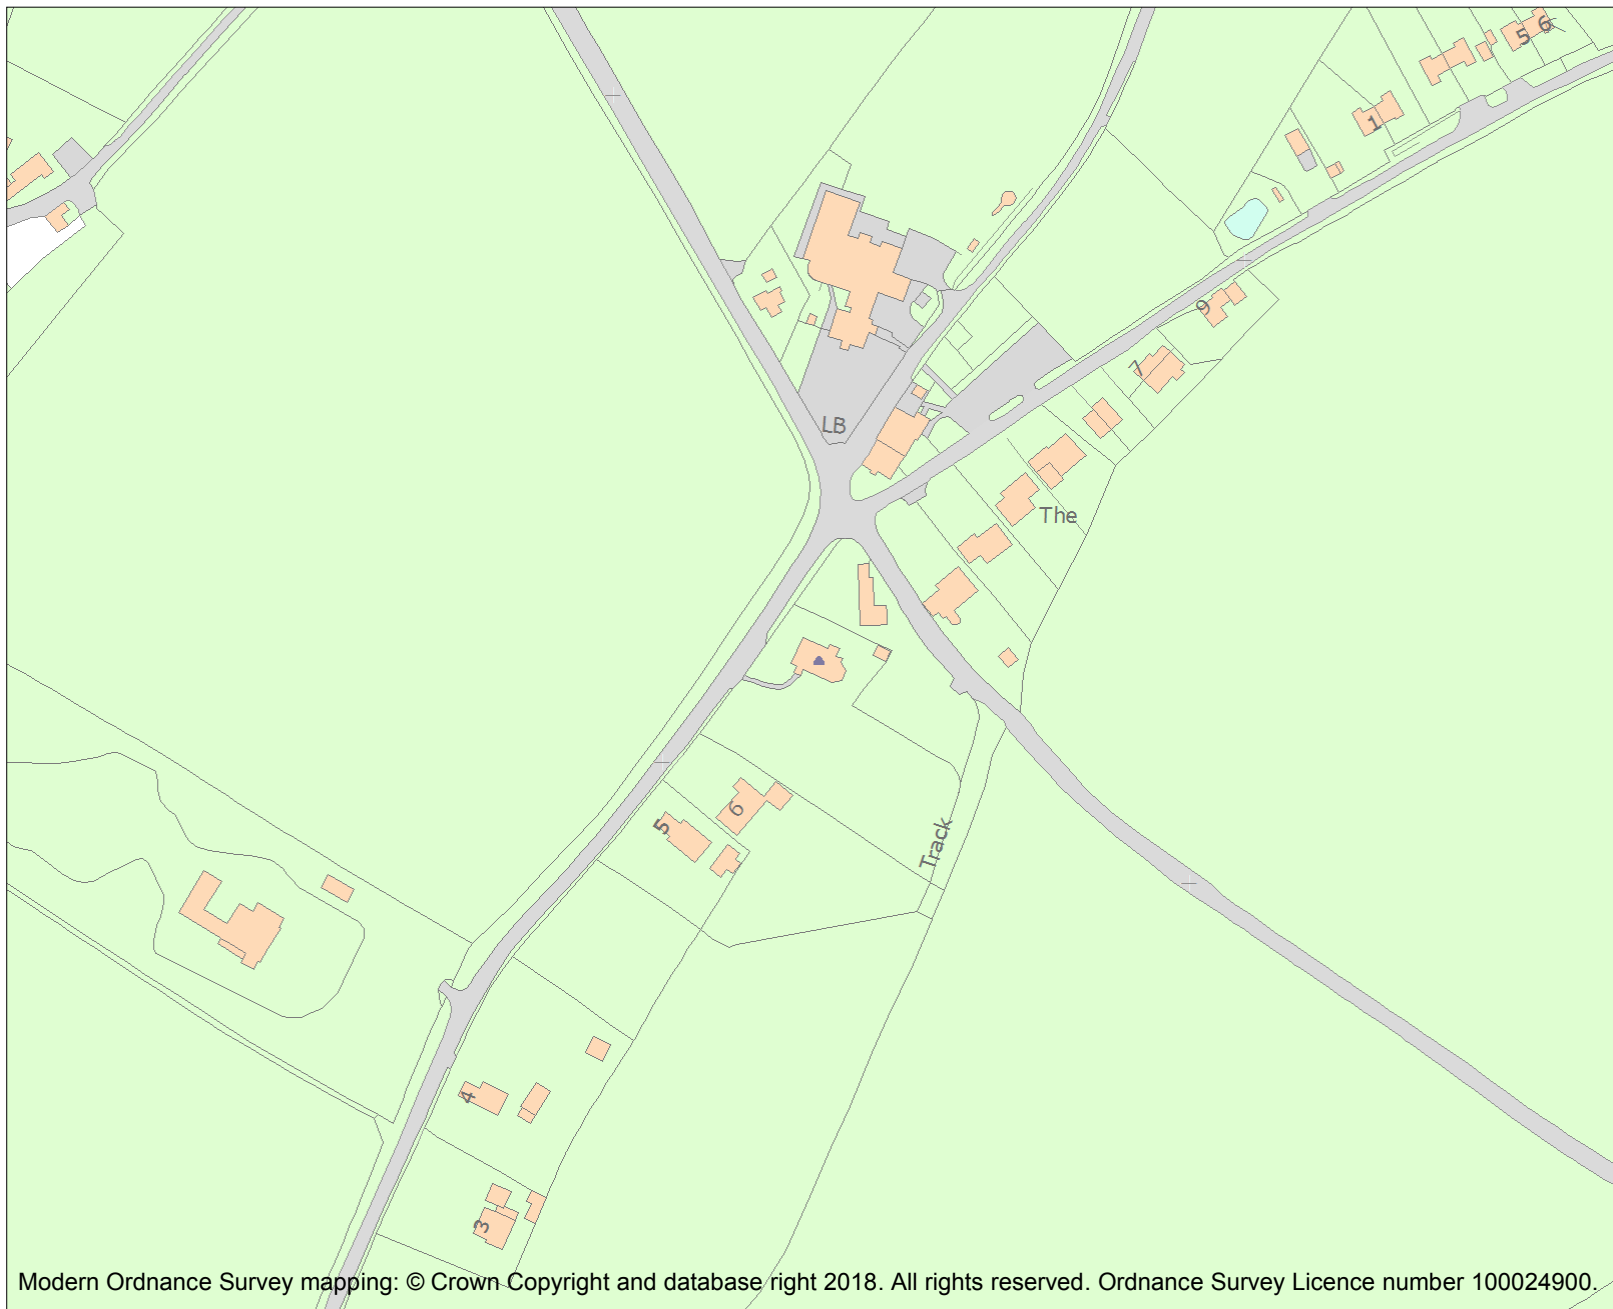 5 6
1
9
7
LB
The
6
5
Track
4
3
Modern Ordnance Survey mapping: © Crown Copyright and database right 2018. All rights reserved. Ordnance Survey Licence number 100024900.